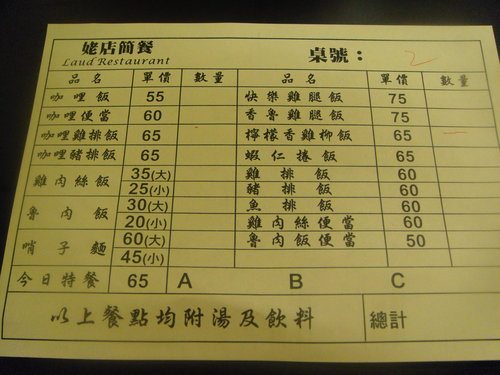 姥店簡餐 桌號： 2
Laud Restaurant
品名 單價 數量 品名 單價 數量
咖哩飯 55 快樂雞腿飯 75
咖哩便當 60 香魯雞腿飯 75
咖哩雞排飯 65 檸檬香雞柳飯 65 一
咖哩豬排飯 65 蝦仁捲飯 65
雞肉絲飯 35(大) 雞排飯 60
25(小) 豬排飯 60
魯肉飯 30(大) 魚排飯 60
20(小) 雞肉絲便當 60
哨子麵 60(大) 魯肉飯便當 50
45(小)
今日特餐 65 A B C
以上餐點均附湯及飲料 總計